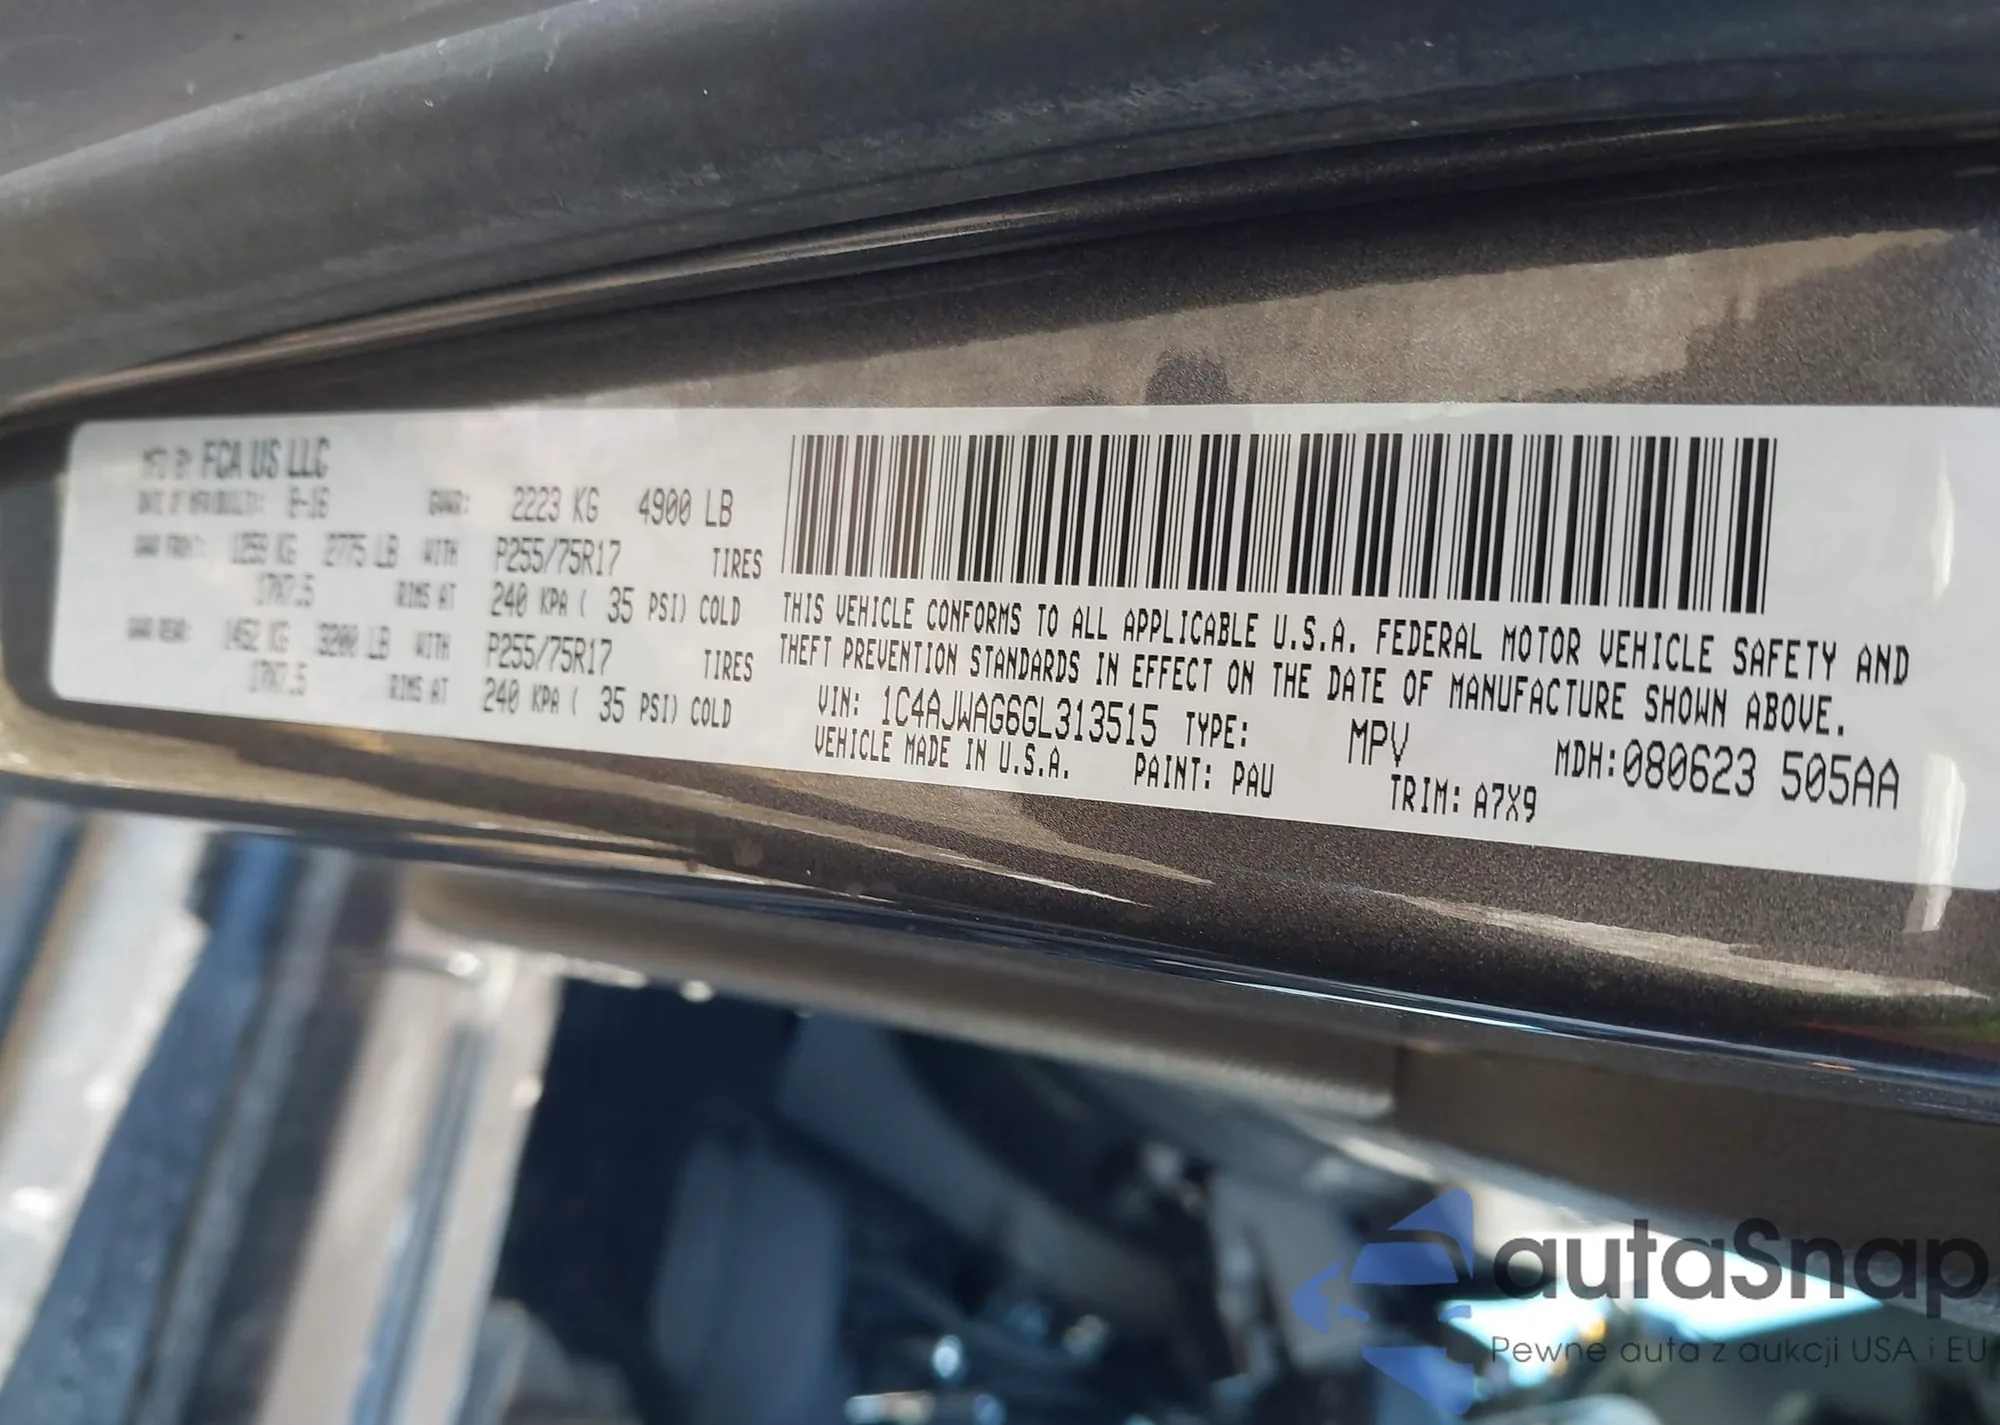 MFD BY FCA US LLC
DATE OF MFR/BUILT: 8-16 GVWR: 2223 KG 4900 LB
GAWR FRONT: 1259 KG 2775 LB WITH P255/75R17 TIRES
17X7.5 RIMS AT 240 KPA ( 35 PSI) COLD
GAWR REAR: 1452 KG 3200 LB WITH P255/75R17 TIRES
17X7.5 RIMS AT 240 KPA ( 35 PSI) COLD
THIS VEHICLE CONFORMS TO ALL APPLICABLE U.S.A. FEDERAL MOTOR VEHICLE SAFETY AND
THEFT PREVENTION STANDARDS IN EFFECT ON THE DATE OF MANUFACTURE SHOWN ABOVE.
VIN: 1C4AJWAG6GL313515 TYPE: MPV MDH:080623 505AA
VEHICLE MADE IN U.S.A. PAINT: PAU TRIM: A7X9
autaSnap
Pewne auta z aukcji USA i EU